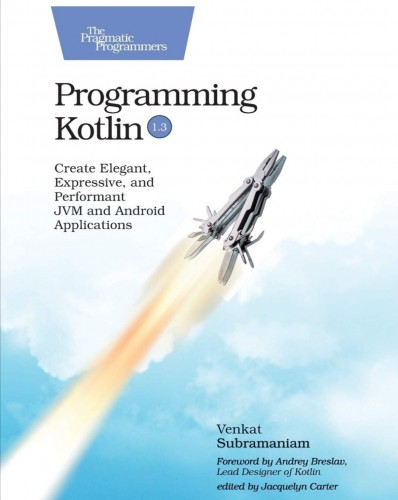 The
Pragmatic
Programmers
Programming
Kotlin 1.3
Create Elegant,
Expressive, and
Performant
JVM and Android
Applications
Venkat
Subramaniam
Foreword by Andrey Breslav,
Lead Designer of Kotlin
edited by Jacquelyn Carter